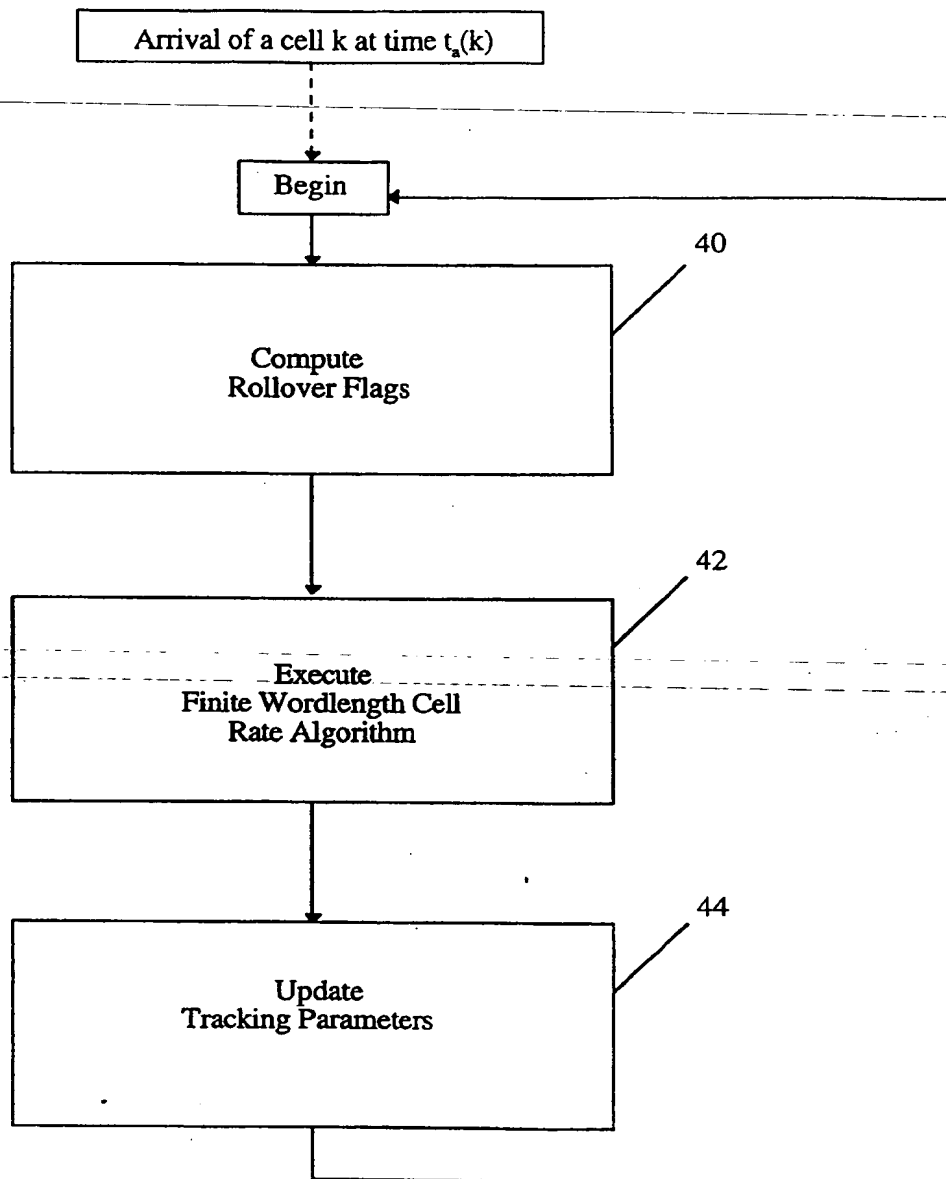 Arrival of a cell k at time tₐ(k)
Begin
40
Compute
Rollover Flags
42
Execute
Finite Wordlength Cell
Rate Algorithm
44
Update
Tracking Parameters